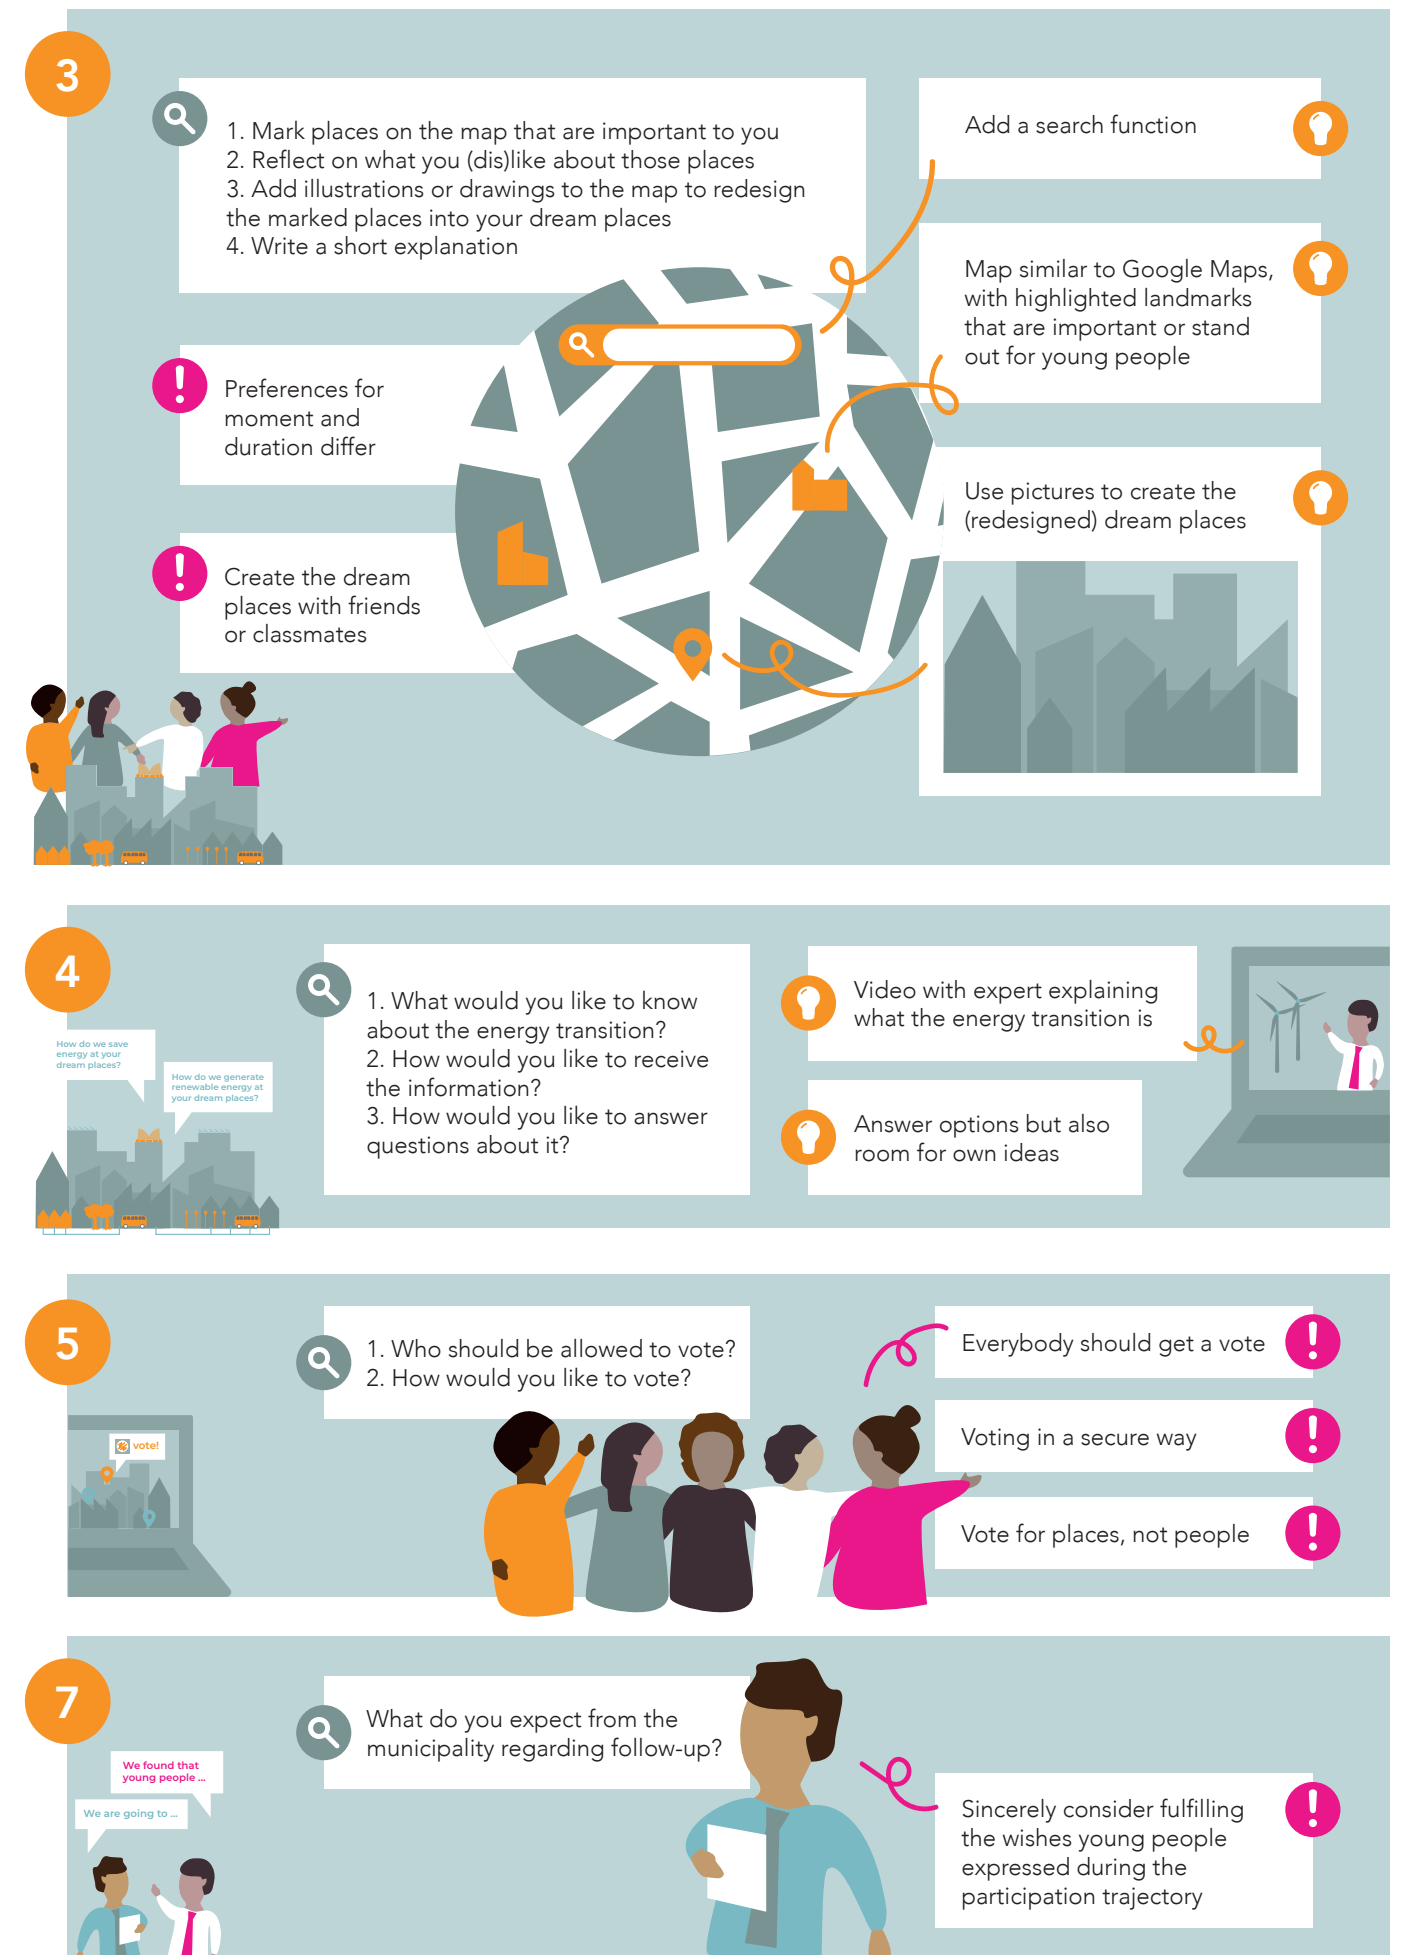 3
1. Mark places on the map that are important to you
2. Reflect on what you (dis)like about those places
3. Add illustrations or drawings to the map to redesign
the marked places into your dream places
4. Write a short explanation
Add a search function
Map similar to Google Maps,
with highlighted landmarks
that are important or stand
out for young people
Preferences for
moment and
duration differ
Use pictures to create the
(redesigned) dream places
Create the dream
places with friends
or classmates
4
How do we save
energy at your
dream places?
How do we generate
renewable energy at
your dream places?
1. What would you like to know
about the energy transition?
2. How would you like to receive
the information?
3. How would you like to answer
questions about it?
Video with expert explaining
what the energy transition is
Answer options but also
room for own ideas
5
vote!
1. Who should be allowed to vote?
2. How would you like to vote?
Everybody should get a vote
Voting in a secure way
Vote for places, not people
7
We found that
young people ...
We are going to ...
What do you expect from the
municipality regarding follow-up?
Sincerely consider fulfilling
the wishes young people
expressed during the
participation trajectory